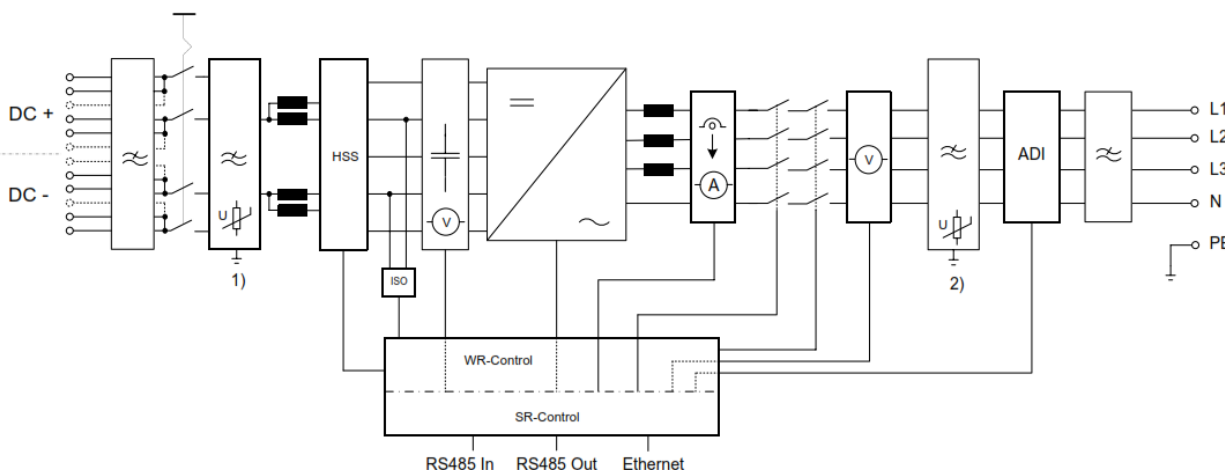 DC +
DC -
U
1)
HSS
V
ISO
A
V
U
2)
ADI
L1
L2
L3
N
PE
WR-Control
SR-Control
RS485 In
RS485 Out
Ethernet